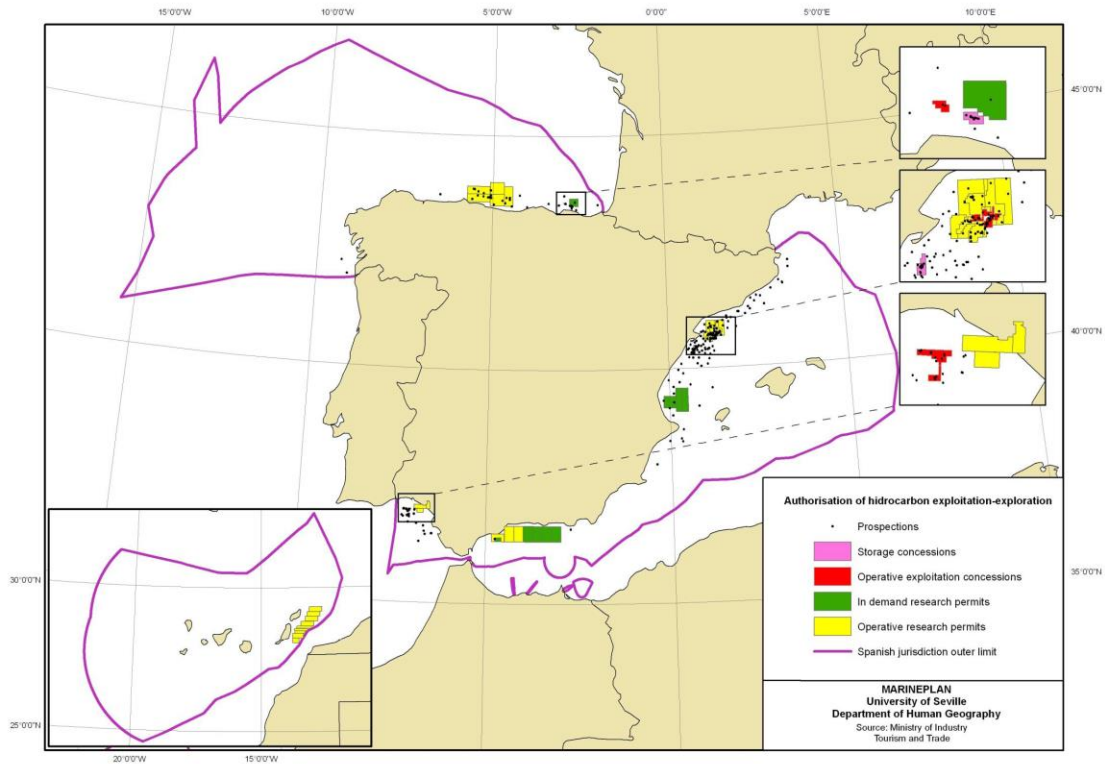 15°0'0"W 10°0'0"W 5°0'0"W 0°0'0" 5°0'0"E 10°0'0"E
45°0'0"N
40°0'0"N
35°0'0"N
30°0'0"N
25°0'0"N
20°0'0"W 15°0'0"W
Authorisation of hidrocarbon exploitation-exploration
Prospections
Storage concessions
Operative exploitation concessions
In demand research permits
Operative research permits
Spanish jurisdiction outer limit
MARINEPLAN
University of Seville
Department of Human Geography
Source: Ministry of Industry
Tourism and Trade